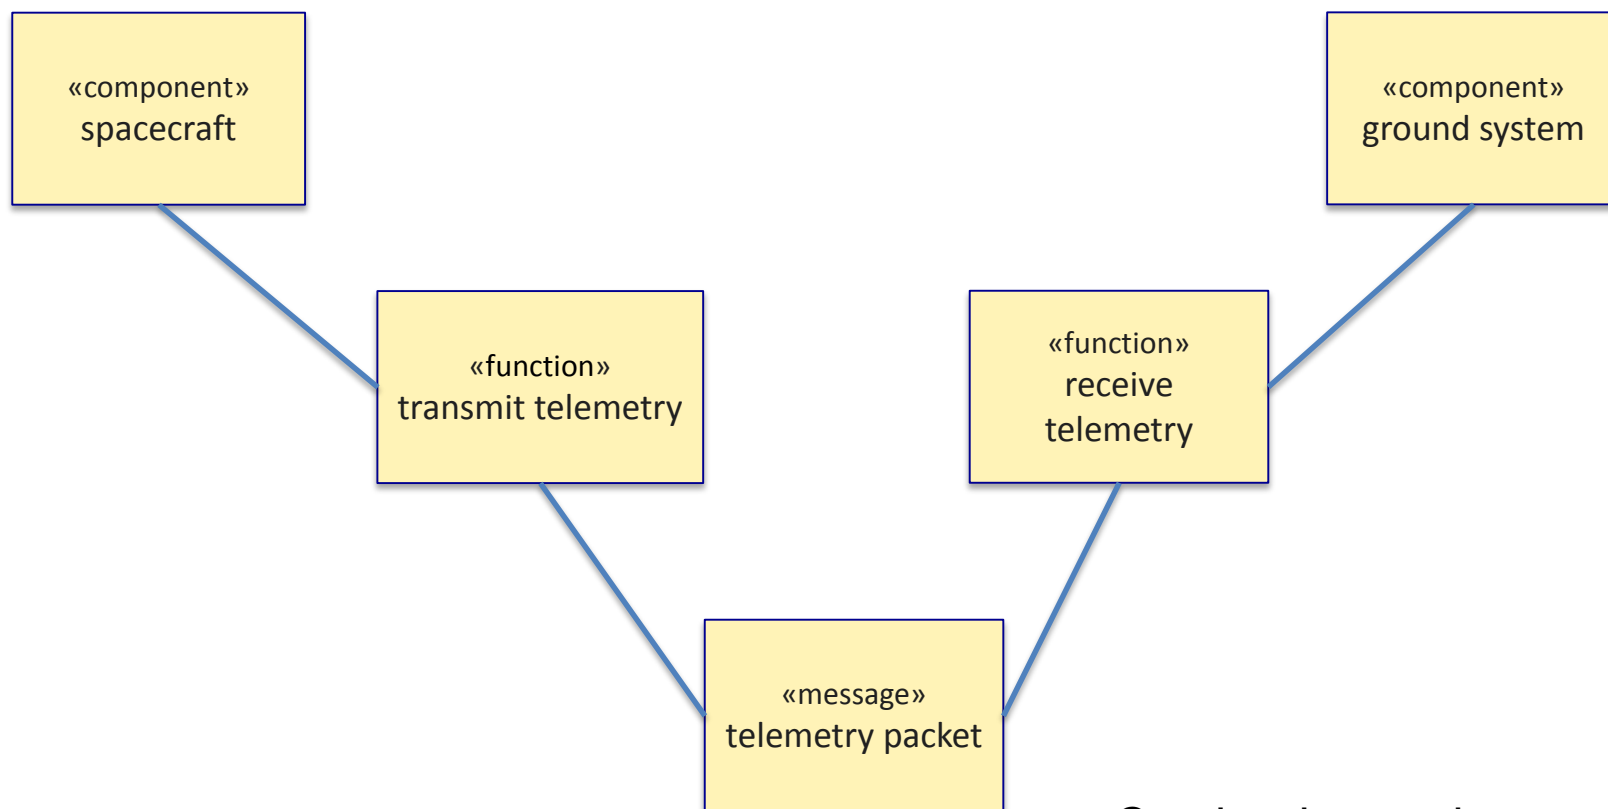 «component»
spacecraft
«component»
ground system
«function»
transmit telemetry
«function»
receive
telemetry
«message»
telemetry packet